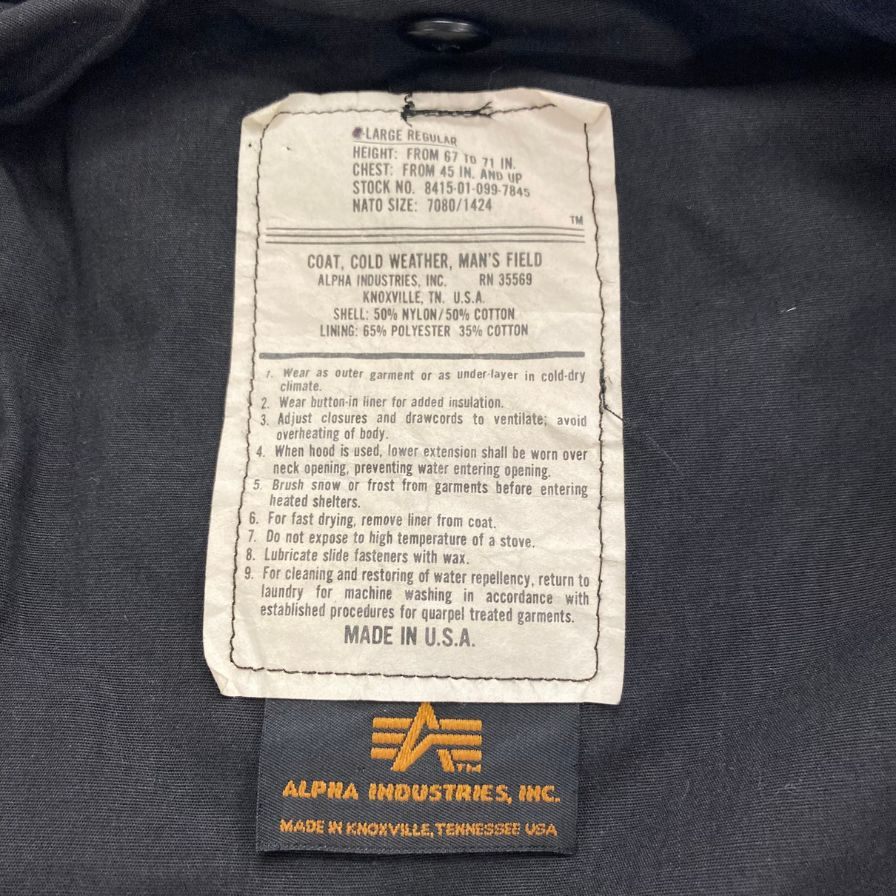 -LARGE REGULAR
HEIGHT: FROM 67 TO 71 IN.
CHEST: FROM 45 IN. AND UP
STOCK NO. 8415-01-099-7845
NATO SIZE: 7080/1424
TM
COAT, COLD WEATHER, MAN'S FIELD
ALPHA INDUSTRIES, INC. RN 35569
KNOXVILLE, TN. U.S.A.
SHELL: 50% NYLON/50% COTTON
LINING: 65% POLYESTER 35% COTTON
1. Wear as outer garment or as under-layer in cold-dry
climate.
2. Wear button-in liner for added insulation.
3. Adjust closures and drawcords to ventilate; avoid
overheating of body.
4. When hood is used, lower extension shall be worn over
neck opening, preventing water entering opening.
5. Brush snow or frost from garments before entering
heated shelters.
6. For fast drying, remove liner from coat.
7. Do not expose to high temperature of a stove.
8. Lubricate slide fasteners with wax.
9. For cleaning and restoring of water repellency, return to
laundry for machine washing in accordance with
established procedures for quarpel treated garments.
MADE IN U.S.A.
TM
ALPHA INDUSTRIES, INC.
MADE IN KNOXVILLE, TENNESSEE USA